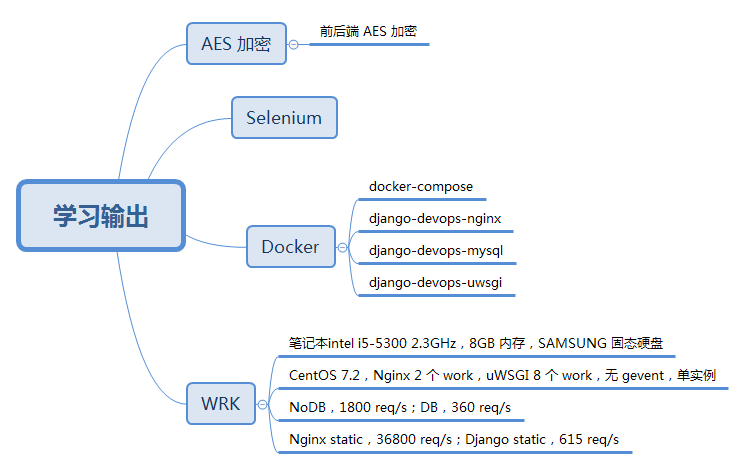 学习输出
AES 加密
前后端 AES 加密
Selenium
Docker
docker-compose
django-devops-nginx
django-devops-mysql
django-devops-uwsgi
WRK
笔记本intel i5-5300 2.3GHz，8GB 内存，SAMSUNG 固态硬盘
CentOS 7.2，Nginx 2 个 work，uWSGI 8 个 work，无 gevent，单实例
NoDB，1800 req/s；DB，360 req/s
Nginx static，36800 req/s；Django static，615 req/s